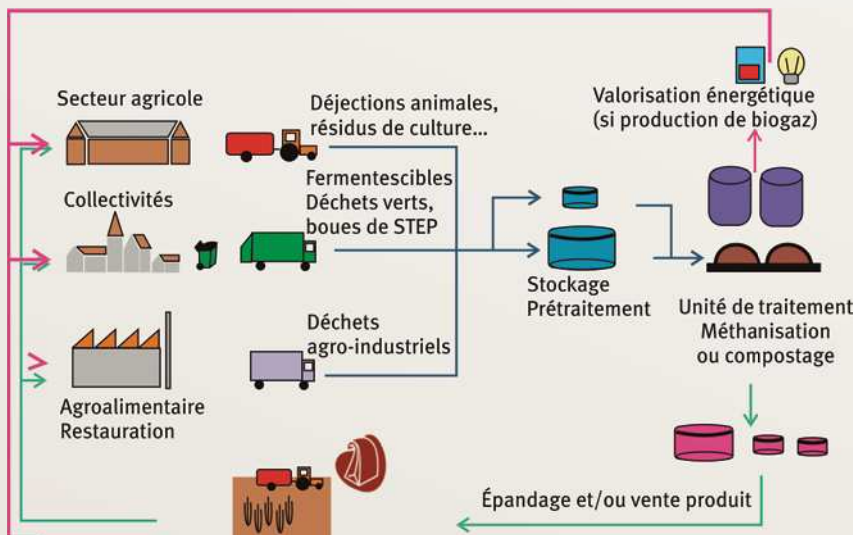 Secteur agricole
Déjections animales,
résidus de culture...
Valorisation énergétique
(si production de biogaz)
Collectivités
Fermentescibles
Déchets verts,
boues de STEP
Stockage
Prétraitement
Unité de traitement
Méthanisation
ou compostage
Déchets
agro-industriels
Agroalimentaire
Restauration
Épandage et/ou vente produit